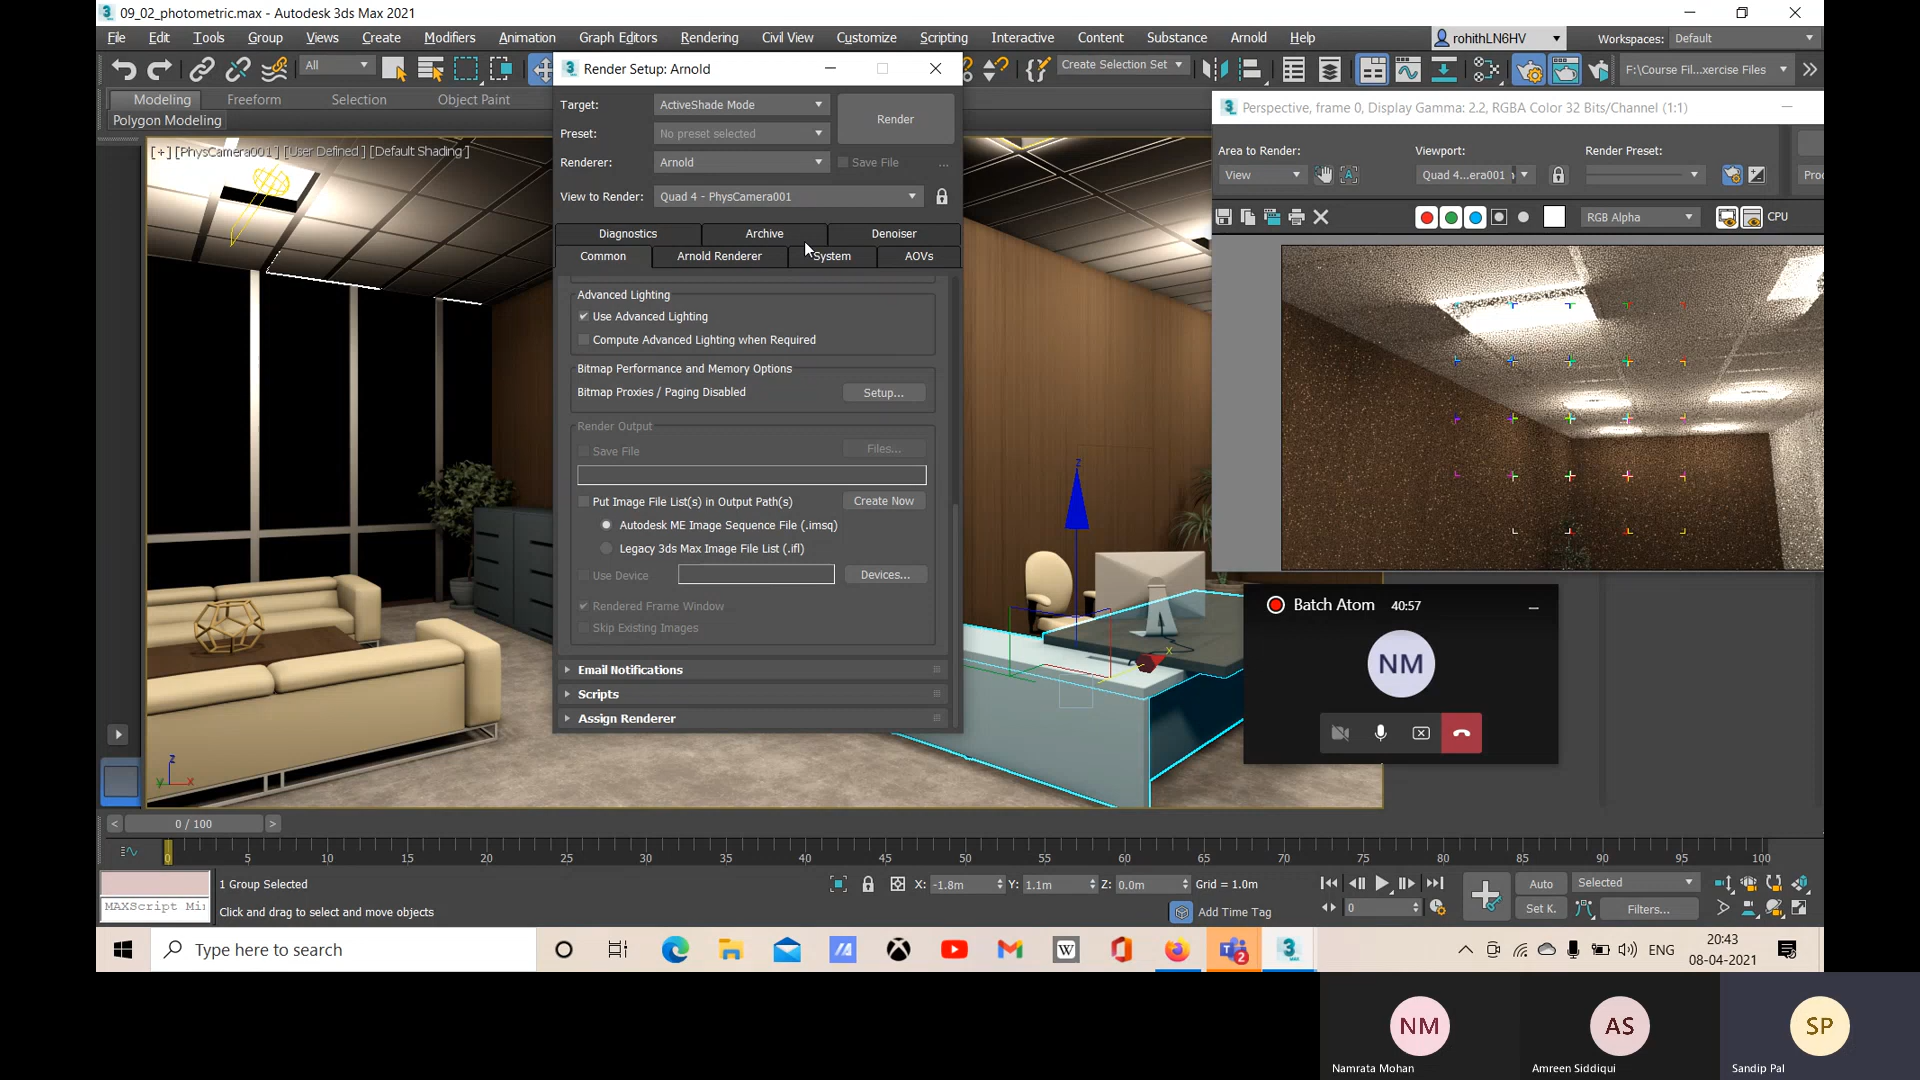 09_02_photometric.max - Autodesk 3ds Max 2021
File Edit Tools Group Views Create Modifiers Animation Graph Editors Rendering Civil View Customize Scripting Interactive Content Substance Arnold Help
rohithLN6HV
Workspaces: Default
All
Create Selection Set
F:\Course Fil...xercise Files
Modeling Freeform Selection Object Paint
Polygon Modeling
[+] [PhysCamera001] [User Defined] [Default Shading]
Render Setup: Arnold
Target: ActiveShade Mode
Render
Preset: No preset selected
Renderer: Arnold
Save File ...
View to Render: Quad 4 - PhysCamera001
Diagnostics Archive Denoiser
Common Arnold Renderer System AOVs
Advanced Lighting
Use Advanced Lighting
Compute Advanced Lighting when Required
Bitmap Performance and Memory Options
Bitmap Proxies / Paging Disabled Setup...
Render Output
Save File Files...
Put Image File List(s) in Output Path(s) Create Now
Autodesk ME Image Sequence File (.imsq)
Legacy 3ds Max Image File List (.ifl)
Use Device Devices...
Rendered Frame Window
Skip Existing Images
Email Notifications
Scripts
Assign Renderer
Perspective, frame 0, Display Gamma: 2.2, RGBA Color 32 Bits/Channel (1:1)
Area to Render: Viewport: Render Preset:
View Quad 4...era001
RGB Alpha CPU
Batch Atom 40:57
NM
z
x
z
y x
< 0 / 100 >
0 5 10 15 20 25 30 35 40 45 50 55 60 65 70 75 80 85 90 95 100
1 Group Selected
X: -1.8m Y: 1.1m Z: 0.0m Grid = 1.0m
Auto Selected
MAXScript Mi
Click and drag to select and move objects
Add Time Tag
0
Set K. Filters...
Type here to search
2
ENG
20:43
08-04-2021
NM
AS
SP
Namrata Mohan
Amreen Siddiqui
Sandip Pal